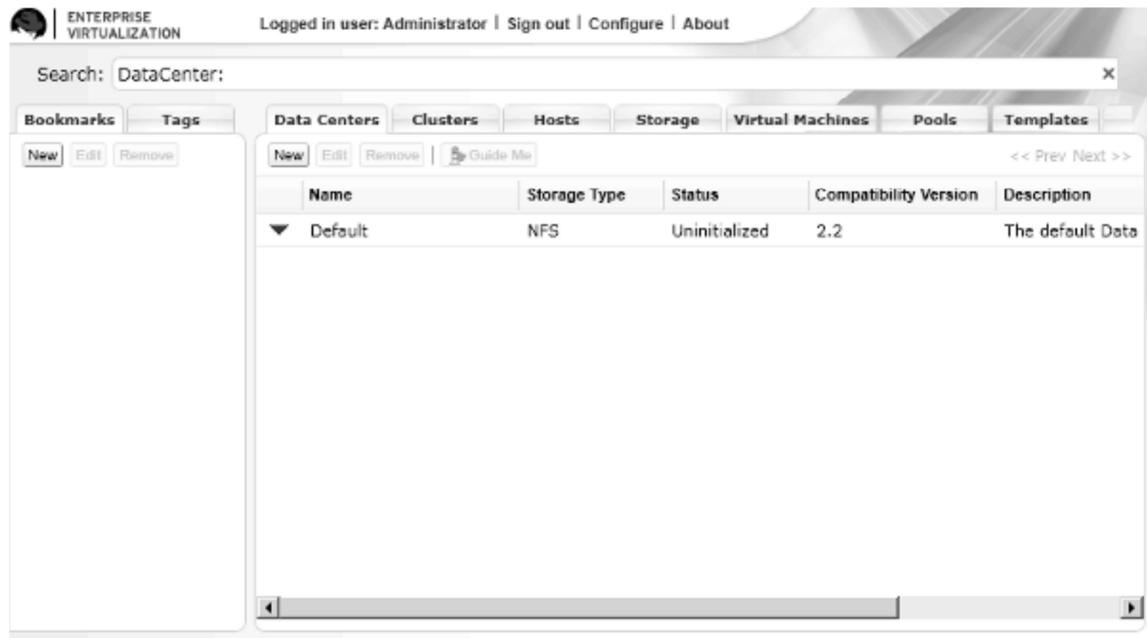 ENTERPRISE
VIRTUALIZATION
Logged in user: Administrator | Sign out | Configure | About
Search: DataCenter:
Bookmarks Tags
Data Centers Clusters Hosts Storage Virtual Machines Pools Templates
New Edit Remove
New Edit Remove | Guide Me << Prev Next >>
Name Storage Type Status Compatibility Version Description
Default NFS Uninitialized 2.2 The default Data